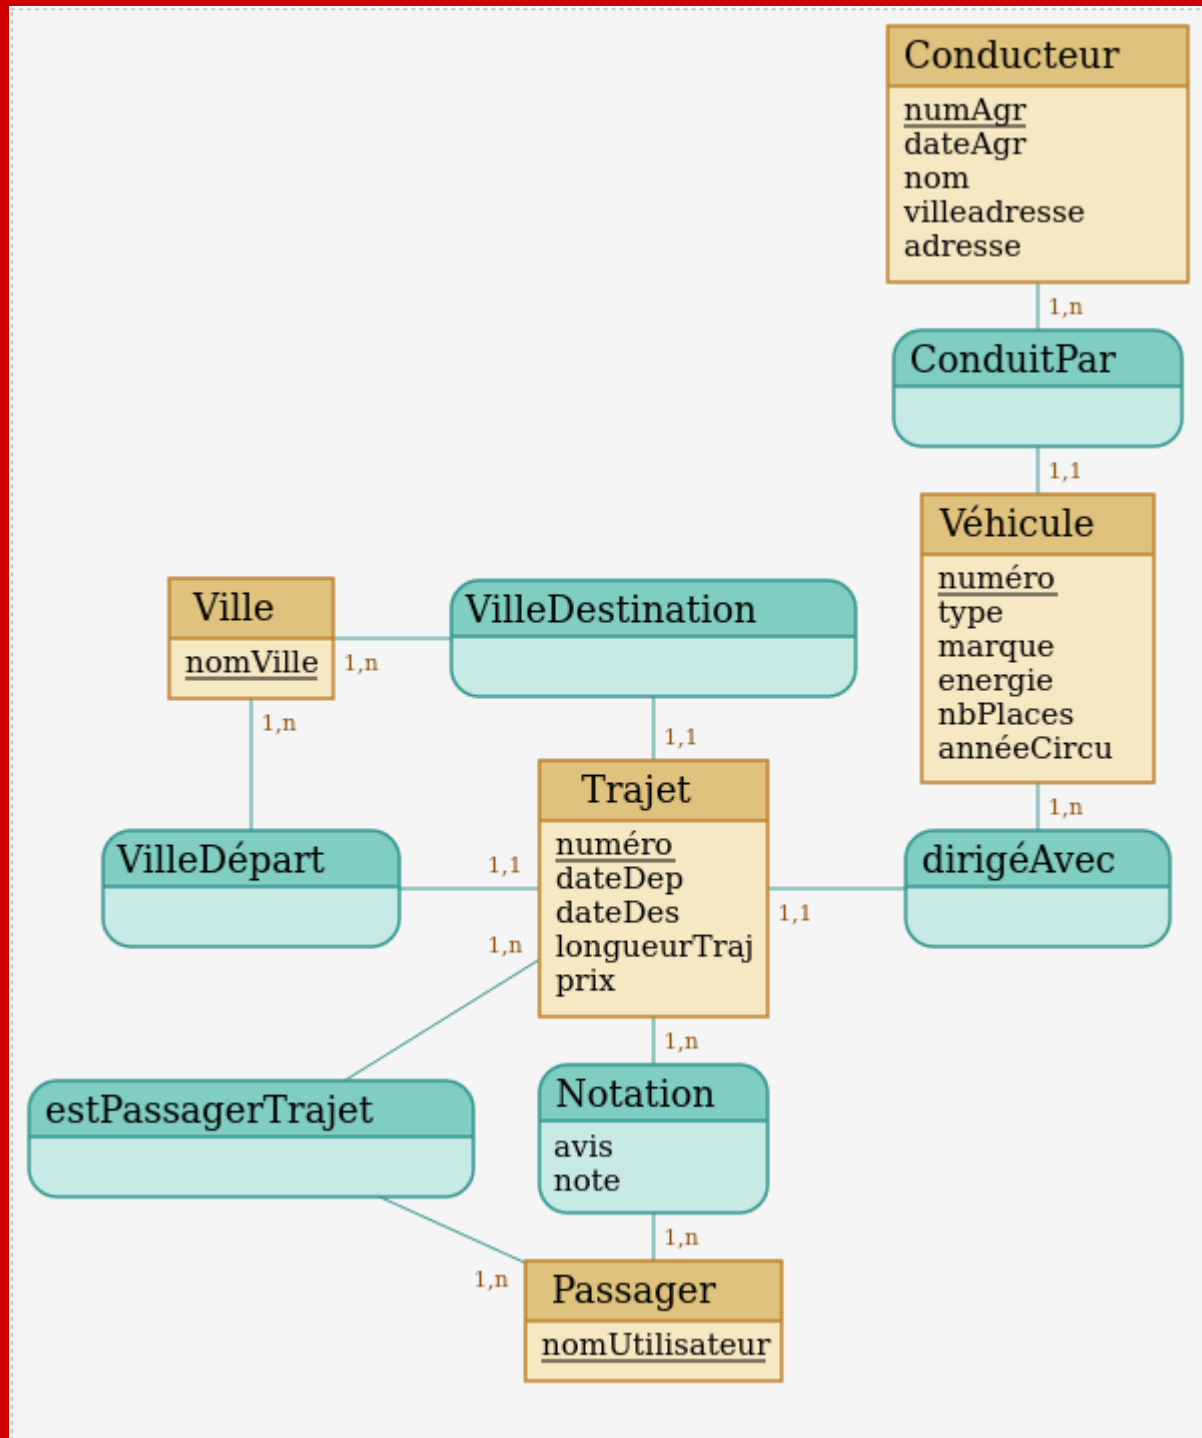 Conducteur
numAgr
dateAgr
nom
villeadresse
adresse
1,n
ConduitPar
1,1
Véhicule
numéro
type
marque
energie
nbPlaces
annéeCircu
1,n
Ville
nomVille
1,n
VilleDestination
1,n
1,1
Trajet
numéro
dateDep
dateDes
longueurTraj
prix
VilleDépart
1,1
dirigéAvec
1,1
1,n
1,n
estPassagerTrajet
Notation
avis
note
1,n
1,n
Passager
nomUtilisateur